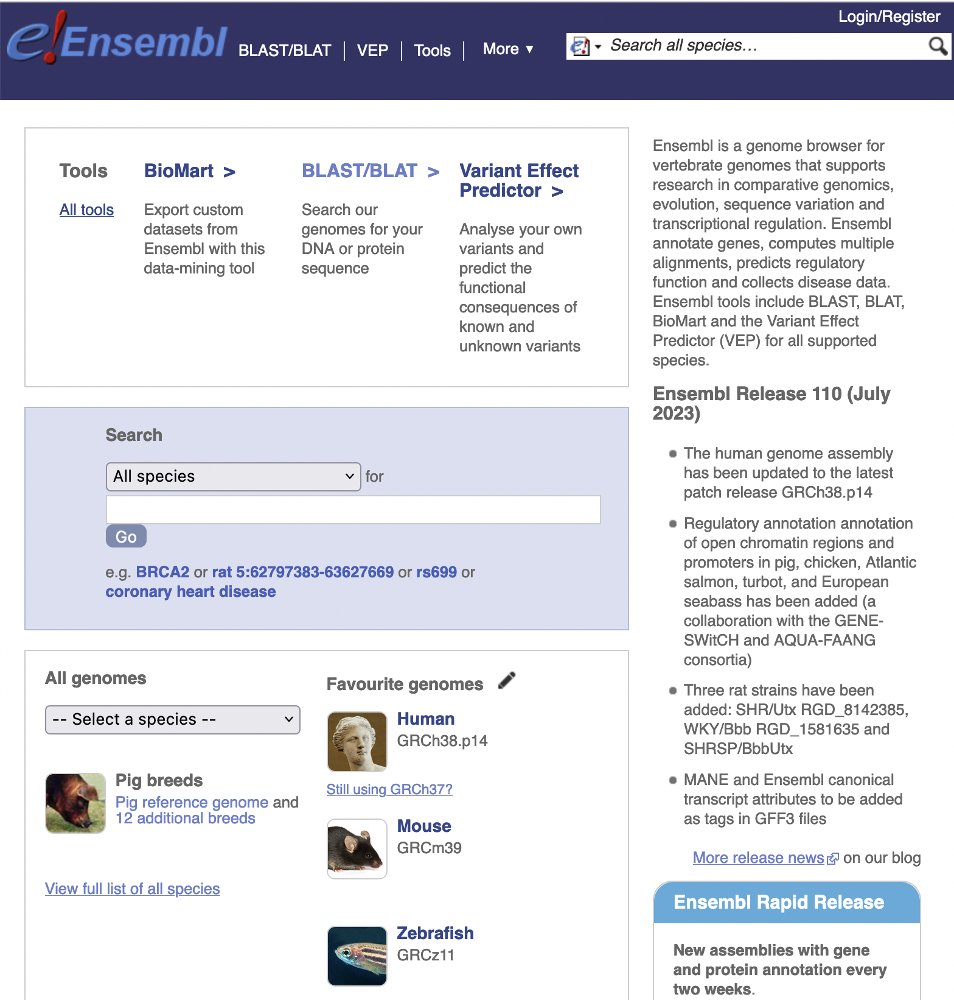 e!Ensembl
BLAST/BLAT | VEP | Tools | More ▼
Login/Register
Search all species…
Tools
All tools
BioMart >
Export custom
datasets from
Ensembl with this
data-mining tool
BLAST/BLAT >
Search our
genomes for your
DNA or protein
sequence
Variant Effect
Predictor >
Analyse your own
variants and
predict the
functional
consequences of
known and
unknown variants
Search
All species for
Go
e.g. BRCA2 or rat 5:62797383-63627669 or rs699 or
coronary heart disease
All genomes
-- Select a species --
Pig breeds
Pig reference genome and
12 additional breeds
View full list of all species
Favourite genomes
Human
GRCh38.p14
Still using GRCh37?
Mouse
GRCm39
Zebrafish
GRCz11
Ensembl is a genome browser for
vertebrate genomes that supports
research in comparative genomics,
evolution, sequence variation and
transcriptional regulation. Ensembl
annotate genes, computes multiple
alignments, predicts regulatory
function and collects disease data.
Ensembl tools include BLAST, BLAT,
BioMart and the Variant Effect
Predictor (VEP) for all supported
species.
Ensembl Release 110 (July
2023)
The human genome assembly
has been updated to the latest
patch release GRCh38.p14
Regulatory annotation annotation
of open chromatin regions and
promoters in pig, chicken, Atlantic
salmon, turbot, and European
seabass has been added (a
collaboration with the GENE-
SWitCH and AQUA-FAANG
consortia)
Three rat strains have been
added: SHR/Utx RGD_8142385,
WKY/Bbb RGD_1581635 and
SHRSP/BbbUtx
MANE and Ensembl canonical
transcript attributes to be added
as tags in GFF3 files
More release news on our blog
Ensembl Rapid Release
New assemblies with gene
and protein annotation every
two weeks.